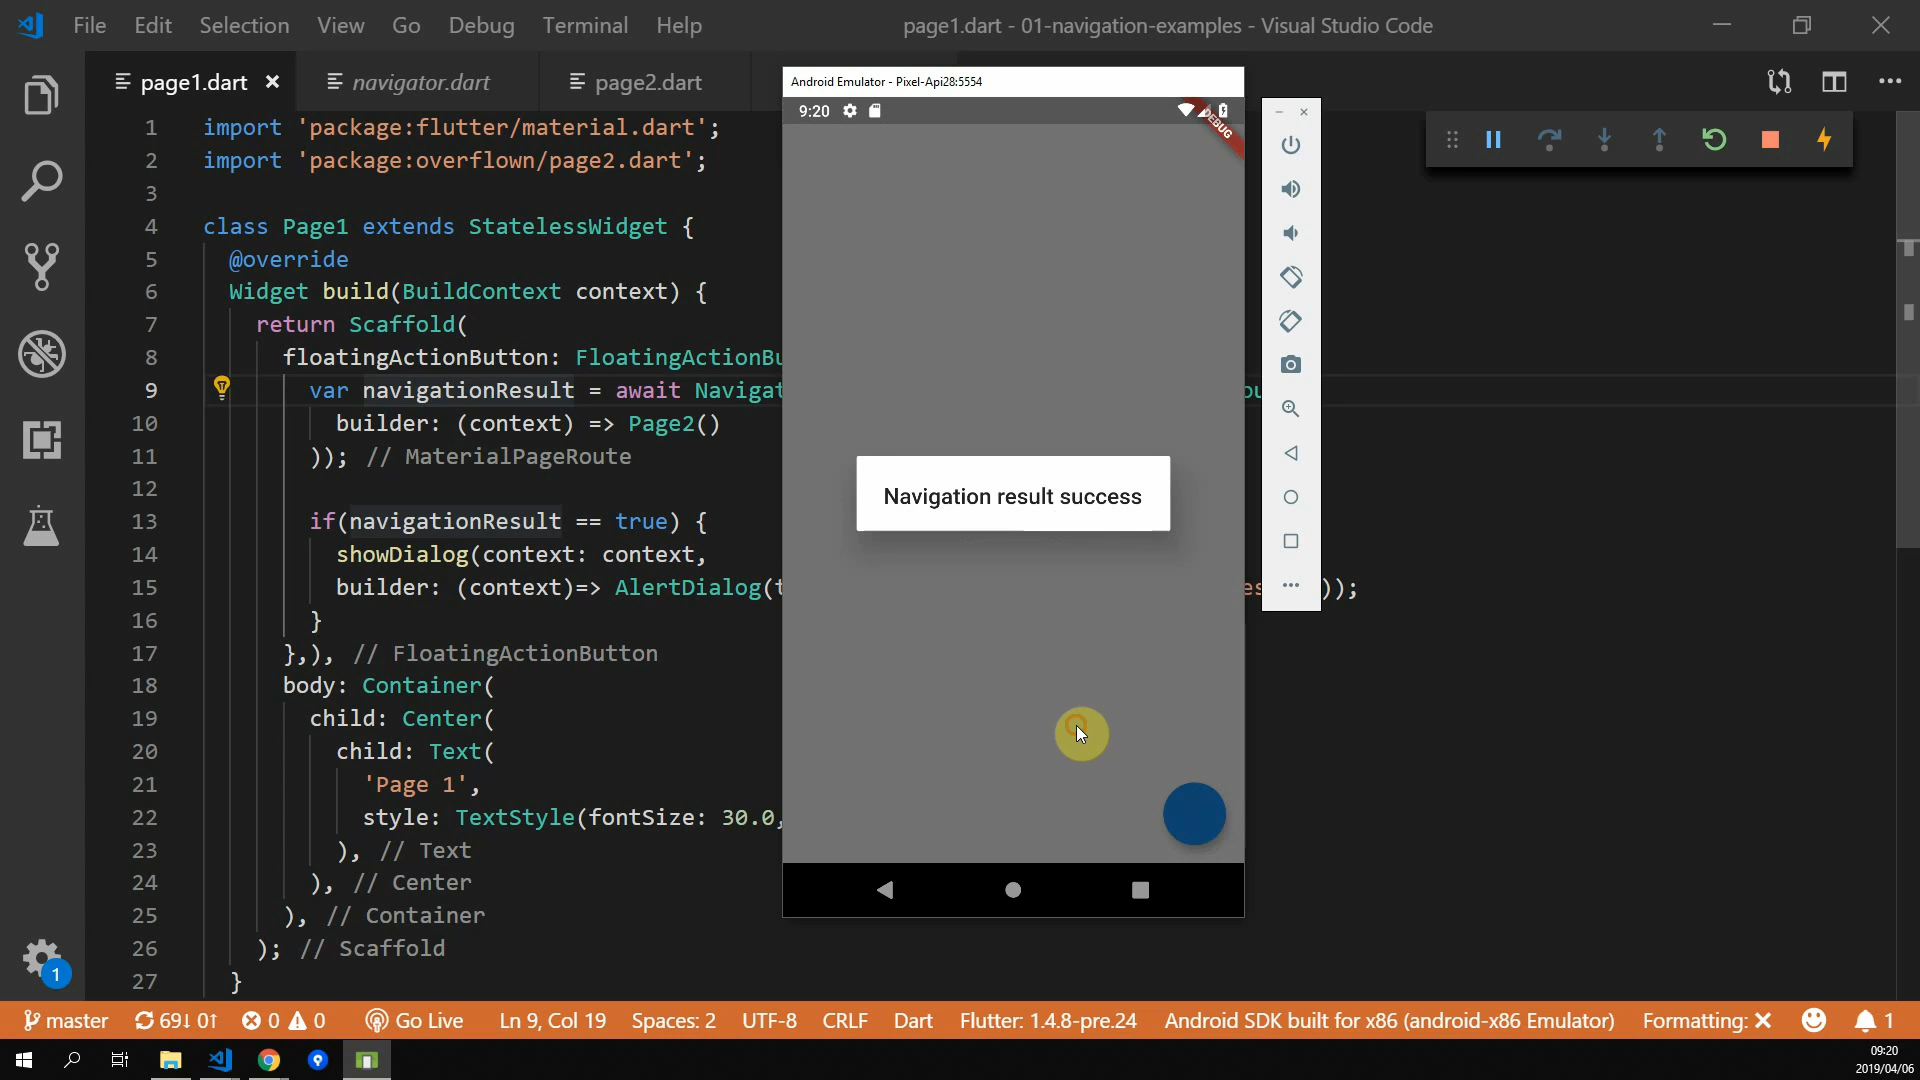 File Edit Selection View Go Debug Terminal Help
page1.dart - 01-navigation-examples - Visual Studio Code
page1.dart navigator.dart page2.dart
Android Emulator - Pixel-Api28:5554
9:20
DEBUG
1 import 'package:flutter/material.dart';
2 import 'package:overflown/page2.dart';
3
4 class Page1 extends StatelessWidget {
5 @override
6 Widget build(BuildContext context) {
7 return Scaffold(
8 floatingActionButton: FloatingActionBu
9 var navigationResult = await Navigat
10 builder: (context) => Page2()
11 )); // MaterialPageRoute
12
13 if(navigationResult == true) {
14 showDialog(context: context,
15 builder: (context)=> AlertDialog(t es ));
16 }
17 },), // FloatingActionButton
18 body: Container(
19 child: Center(
20 child: Text(
21 'Page 1',
22 style: TextStyle(fontSize: 30.0,
23 ), // Text
24 ), // Center
25 ), // Container
26 ); // Scaffold
27 }
Navigation result success
1
master 69↓ 0↑ 0 0 Go Live Ln 9, Col 19 Spaces: 2 UTF-8 CRLF Dart Flutter: 1.4.8-pre.24 Android SDK built for x86 (android-x86 Emulator) Formatting: ✕ 1
09:20
2019/04/06